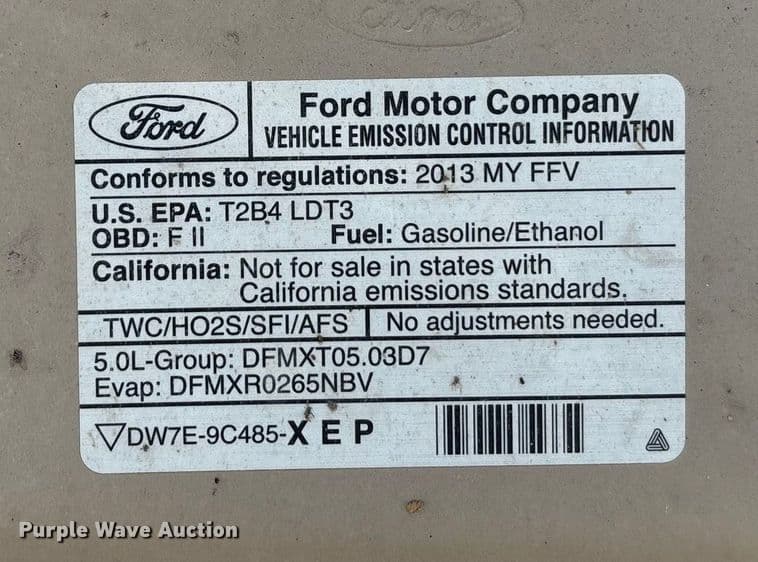 Ford
Ford
Ford Motor Company
VEHICLE EMISSION CONTROL INFORMATION
Conforms to regulations: 2013 MY FFV
U.S. EPA: T2B4 LDT3
OBD: F II Fuel: Gasoline/Ethanol
California: Not for sale in states with
California emissions standards.
TWC/HO2S/SFI/AFS No adjustments needed.
5.0L-Group: DFMXT05.03D7
Evap: DFMXR0265NBV
DW7E-9C485-X E P
Purple Wave Auction